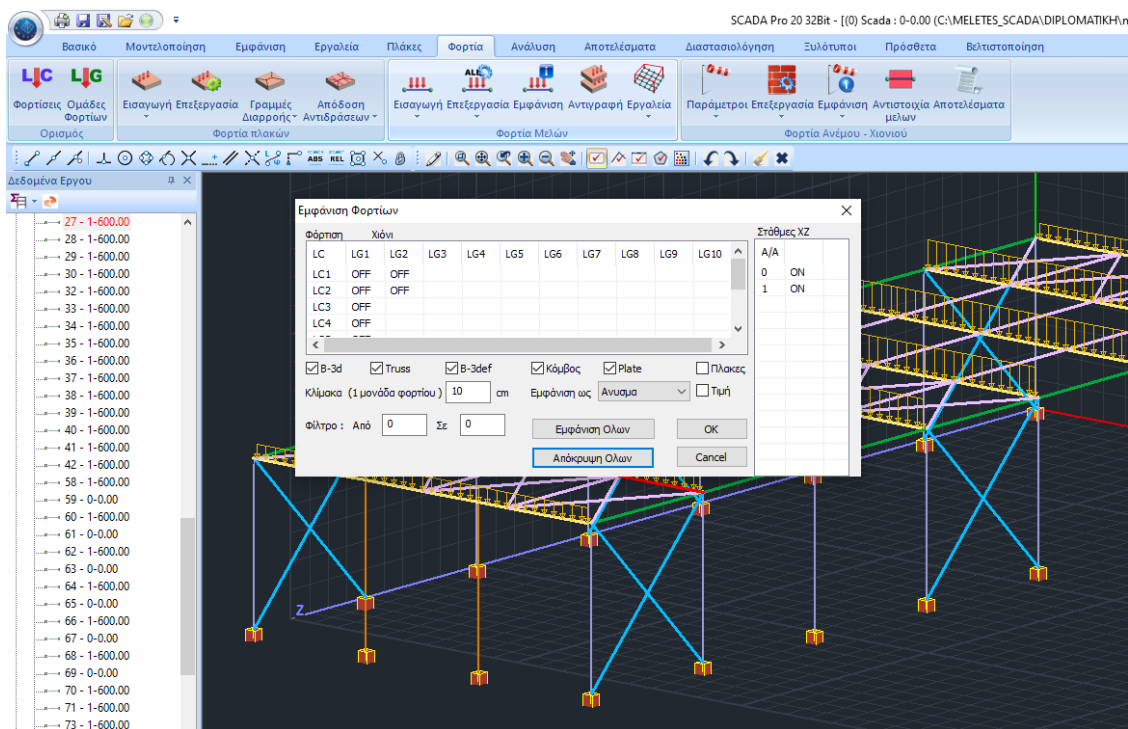 SCADA Pro 20 32Bit - [(0) Scada : 0-0.00 (C:\MELETES_SCADA\DIPLOMATIKH\n
Βασικό Μοντελοποίηση Εμφάνιση Εργαλεία Πλάκες Φορτία Ανάλυση Αποτελέσματα Διαστασιολόγηση Ξυλότυποι Πρόσθετα Βελτιστοποίηση
LC LG ALL
Φορτίσεις Ομάδες Εισαγωγή Επεξεργασία Γραμμές Απόδοση Εισαγωγή Επεξεργασία Εμφάνιση Αντιγραφή Εργαλεία Παράμετροι Επεξεργασία Εμφάνιση Αντιστοιχία Αποτελέσματα
Φορτίων Διαρροής Αντιδράσεων μελων
Ορισμός Φορτία πλακών Φορτία Μελών Φορτία Ανέμου - Χιονιού
ABS REL
Δεδομένα Εργου
27 - 1-600.00
28 - 1-600.00
29 - 1-600.00
30 - 1-600.00
32 - 1-600.00
33 - 1-600.00
34 - 1-600.00
35 - 1-600.00
36 - 1-600.00
37 - 1-600.00
38 - 1-600.00
39 - 1-600.00
40 - 1-600.00
41 - 1-600.00
42 - 1-600.00
58 - 1-600.00
59 - 0-0.00
60 - 1-600.00
61 - 0-0.00
62 - 1-600.00
63 - 0-0.00
64 - 1-600.00
65 - 0-0.00
66 - 1-600.00
67 - 0-0.00
68 - 1-600.00
69 - 0-0.00
70 - 1-600.00
71 - 1-600.00
73 - 1-600.00
Εμφάνιση Φορτίων
Φόρτιση Χιόνι
LC LG1 LG2 LG3 LG4 LG5 LG6 LG7 LG8 LG9 LG10
LC1 OFF OFF
LC2 OFF OFF
LC3 OFF
LC4 OFF
Στάθμες XZ
A/A
0 ON
1 ON
B-3d Truss B-3def Κόμβος Plate Πλακες
Κλίμακα (1 μονάδα φορτίου ) 10 cm Εμφάνιση ως Ανυσμα Τιμή
Φίλτρο : Από 0 Σε 0 Εμφάνιση Ολων OK
Απόκρυψη Ολων Cancel
Z